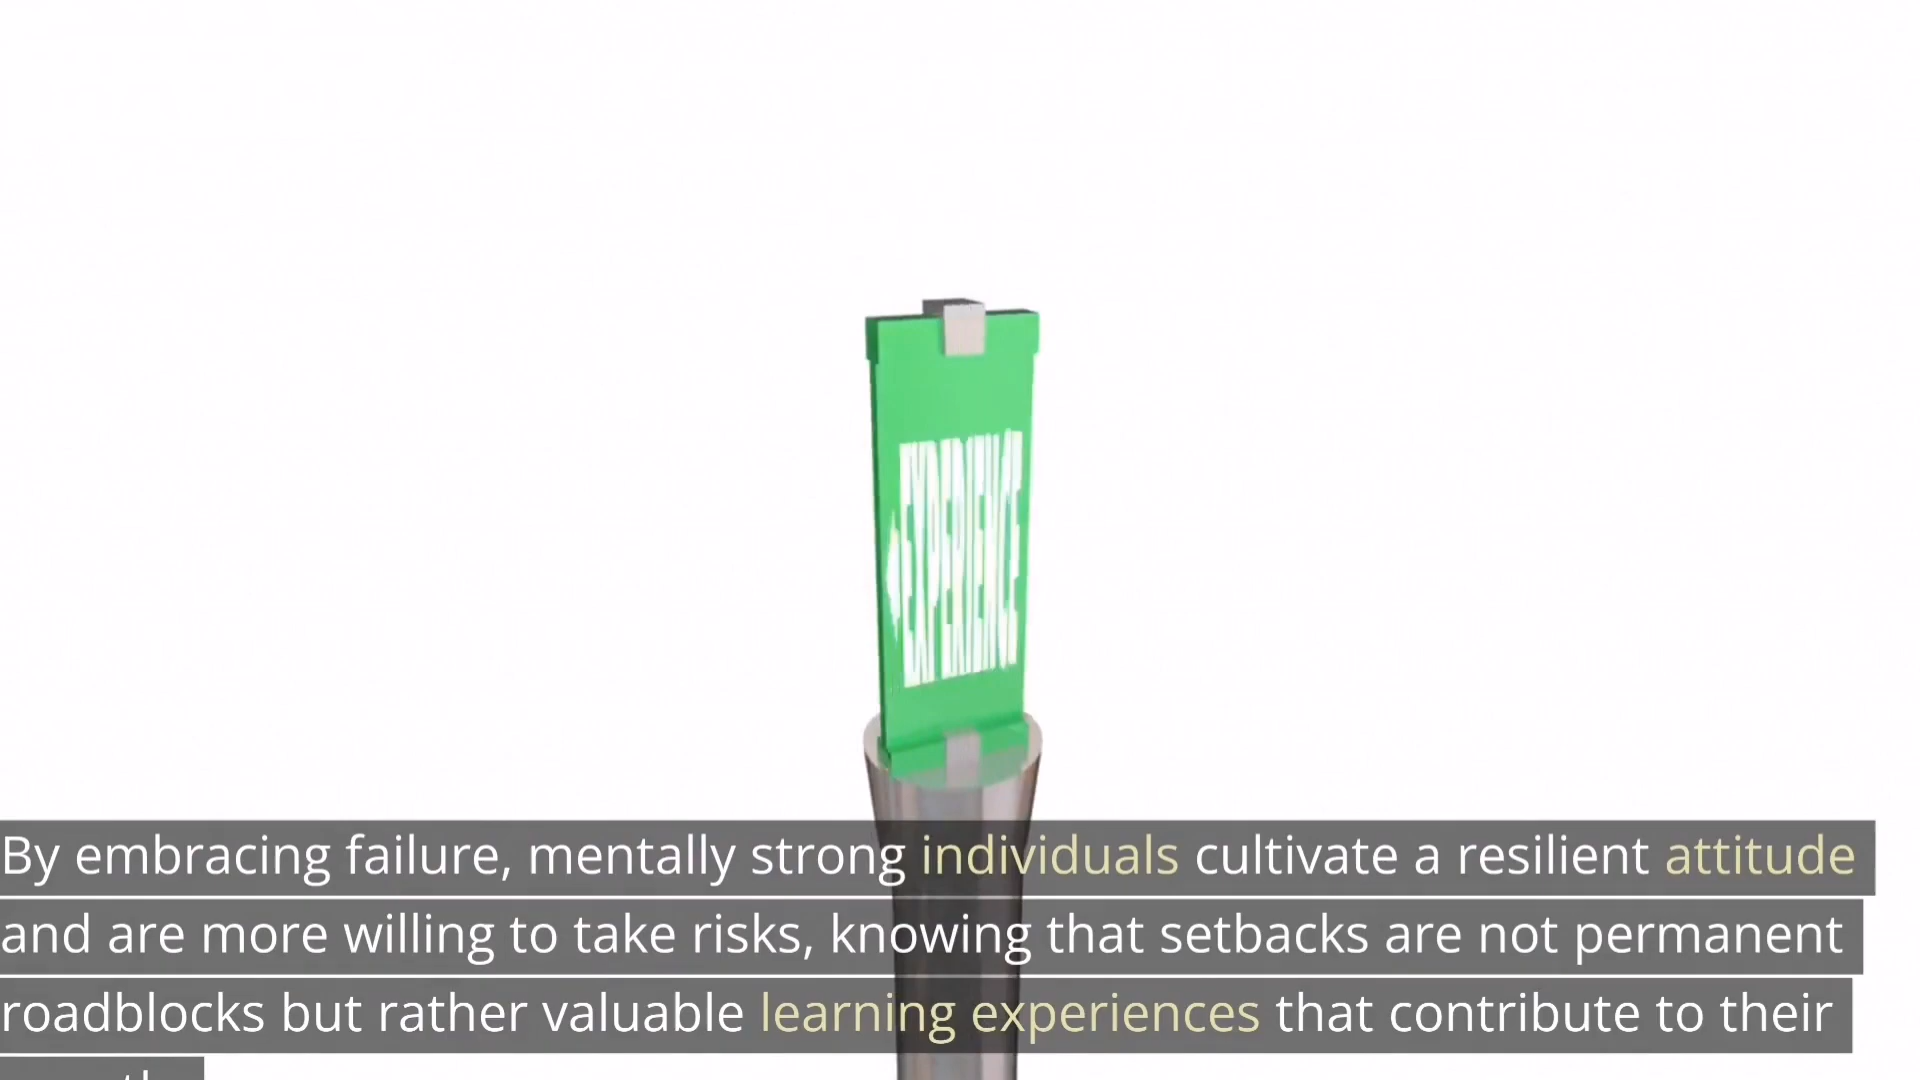 EXPERIENCE
By embracing failure, mentally strong individuals cultivate a resilient attitude
and are more willing to take risks, knowing that setbacks are not permanent
roadblocks but rather valuable learning experiences that contribute to their